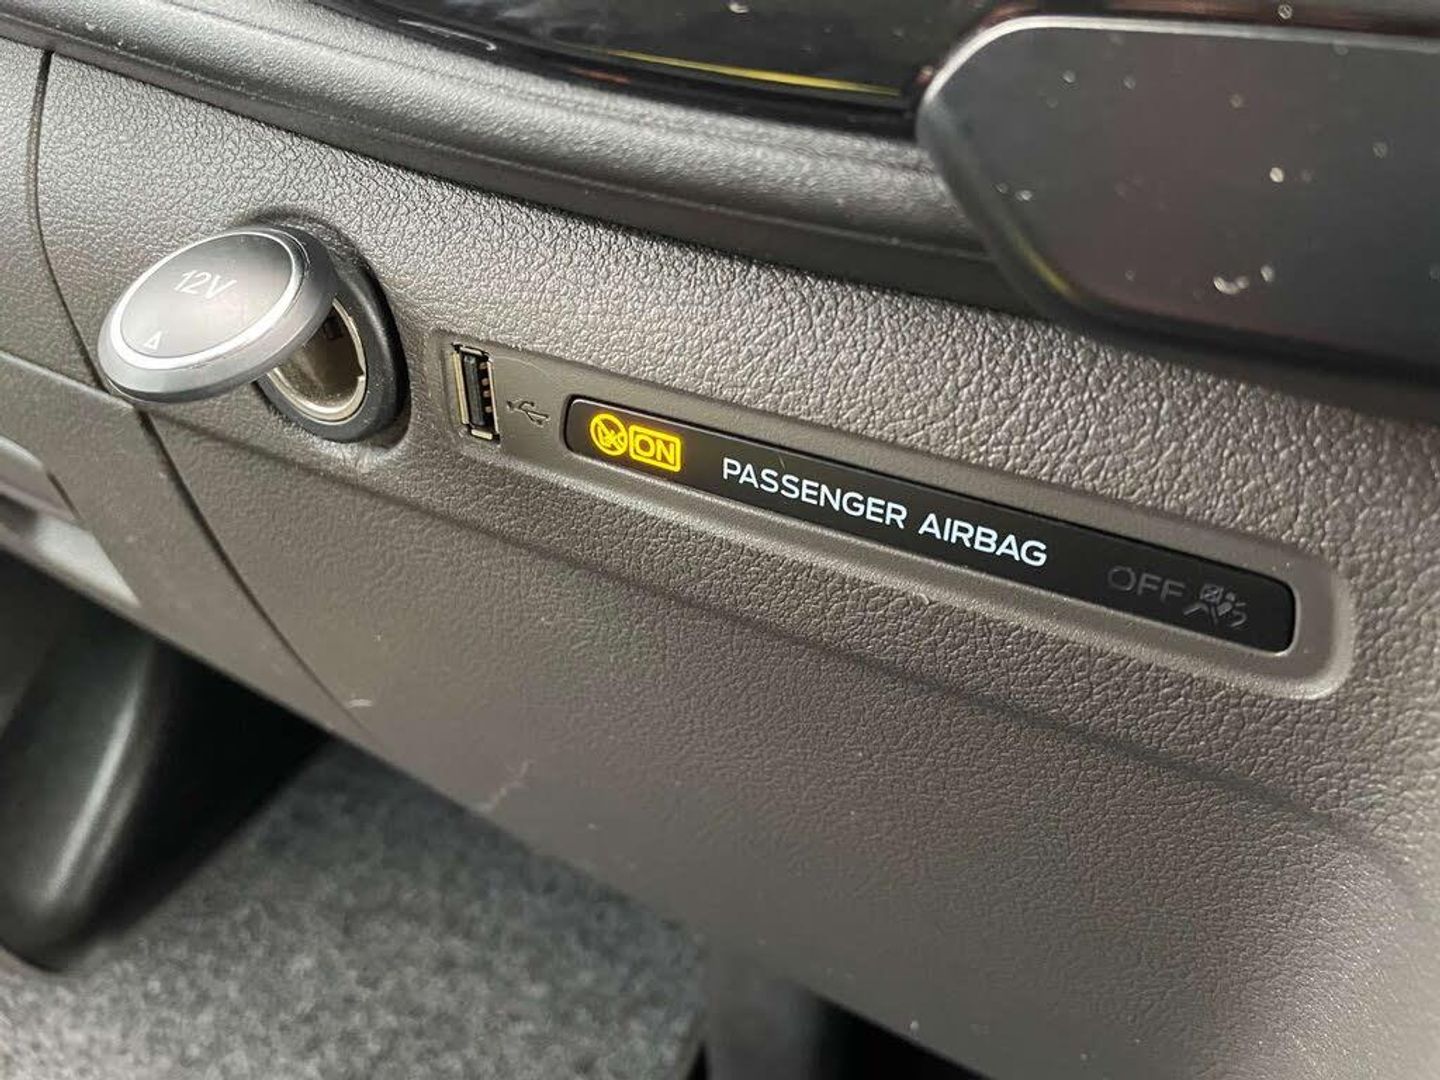 12V
ON PASSENGER AIRBAG OFF